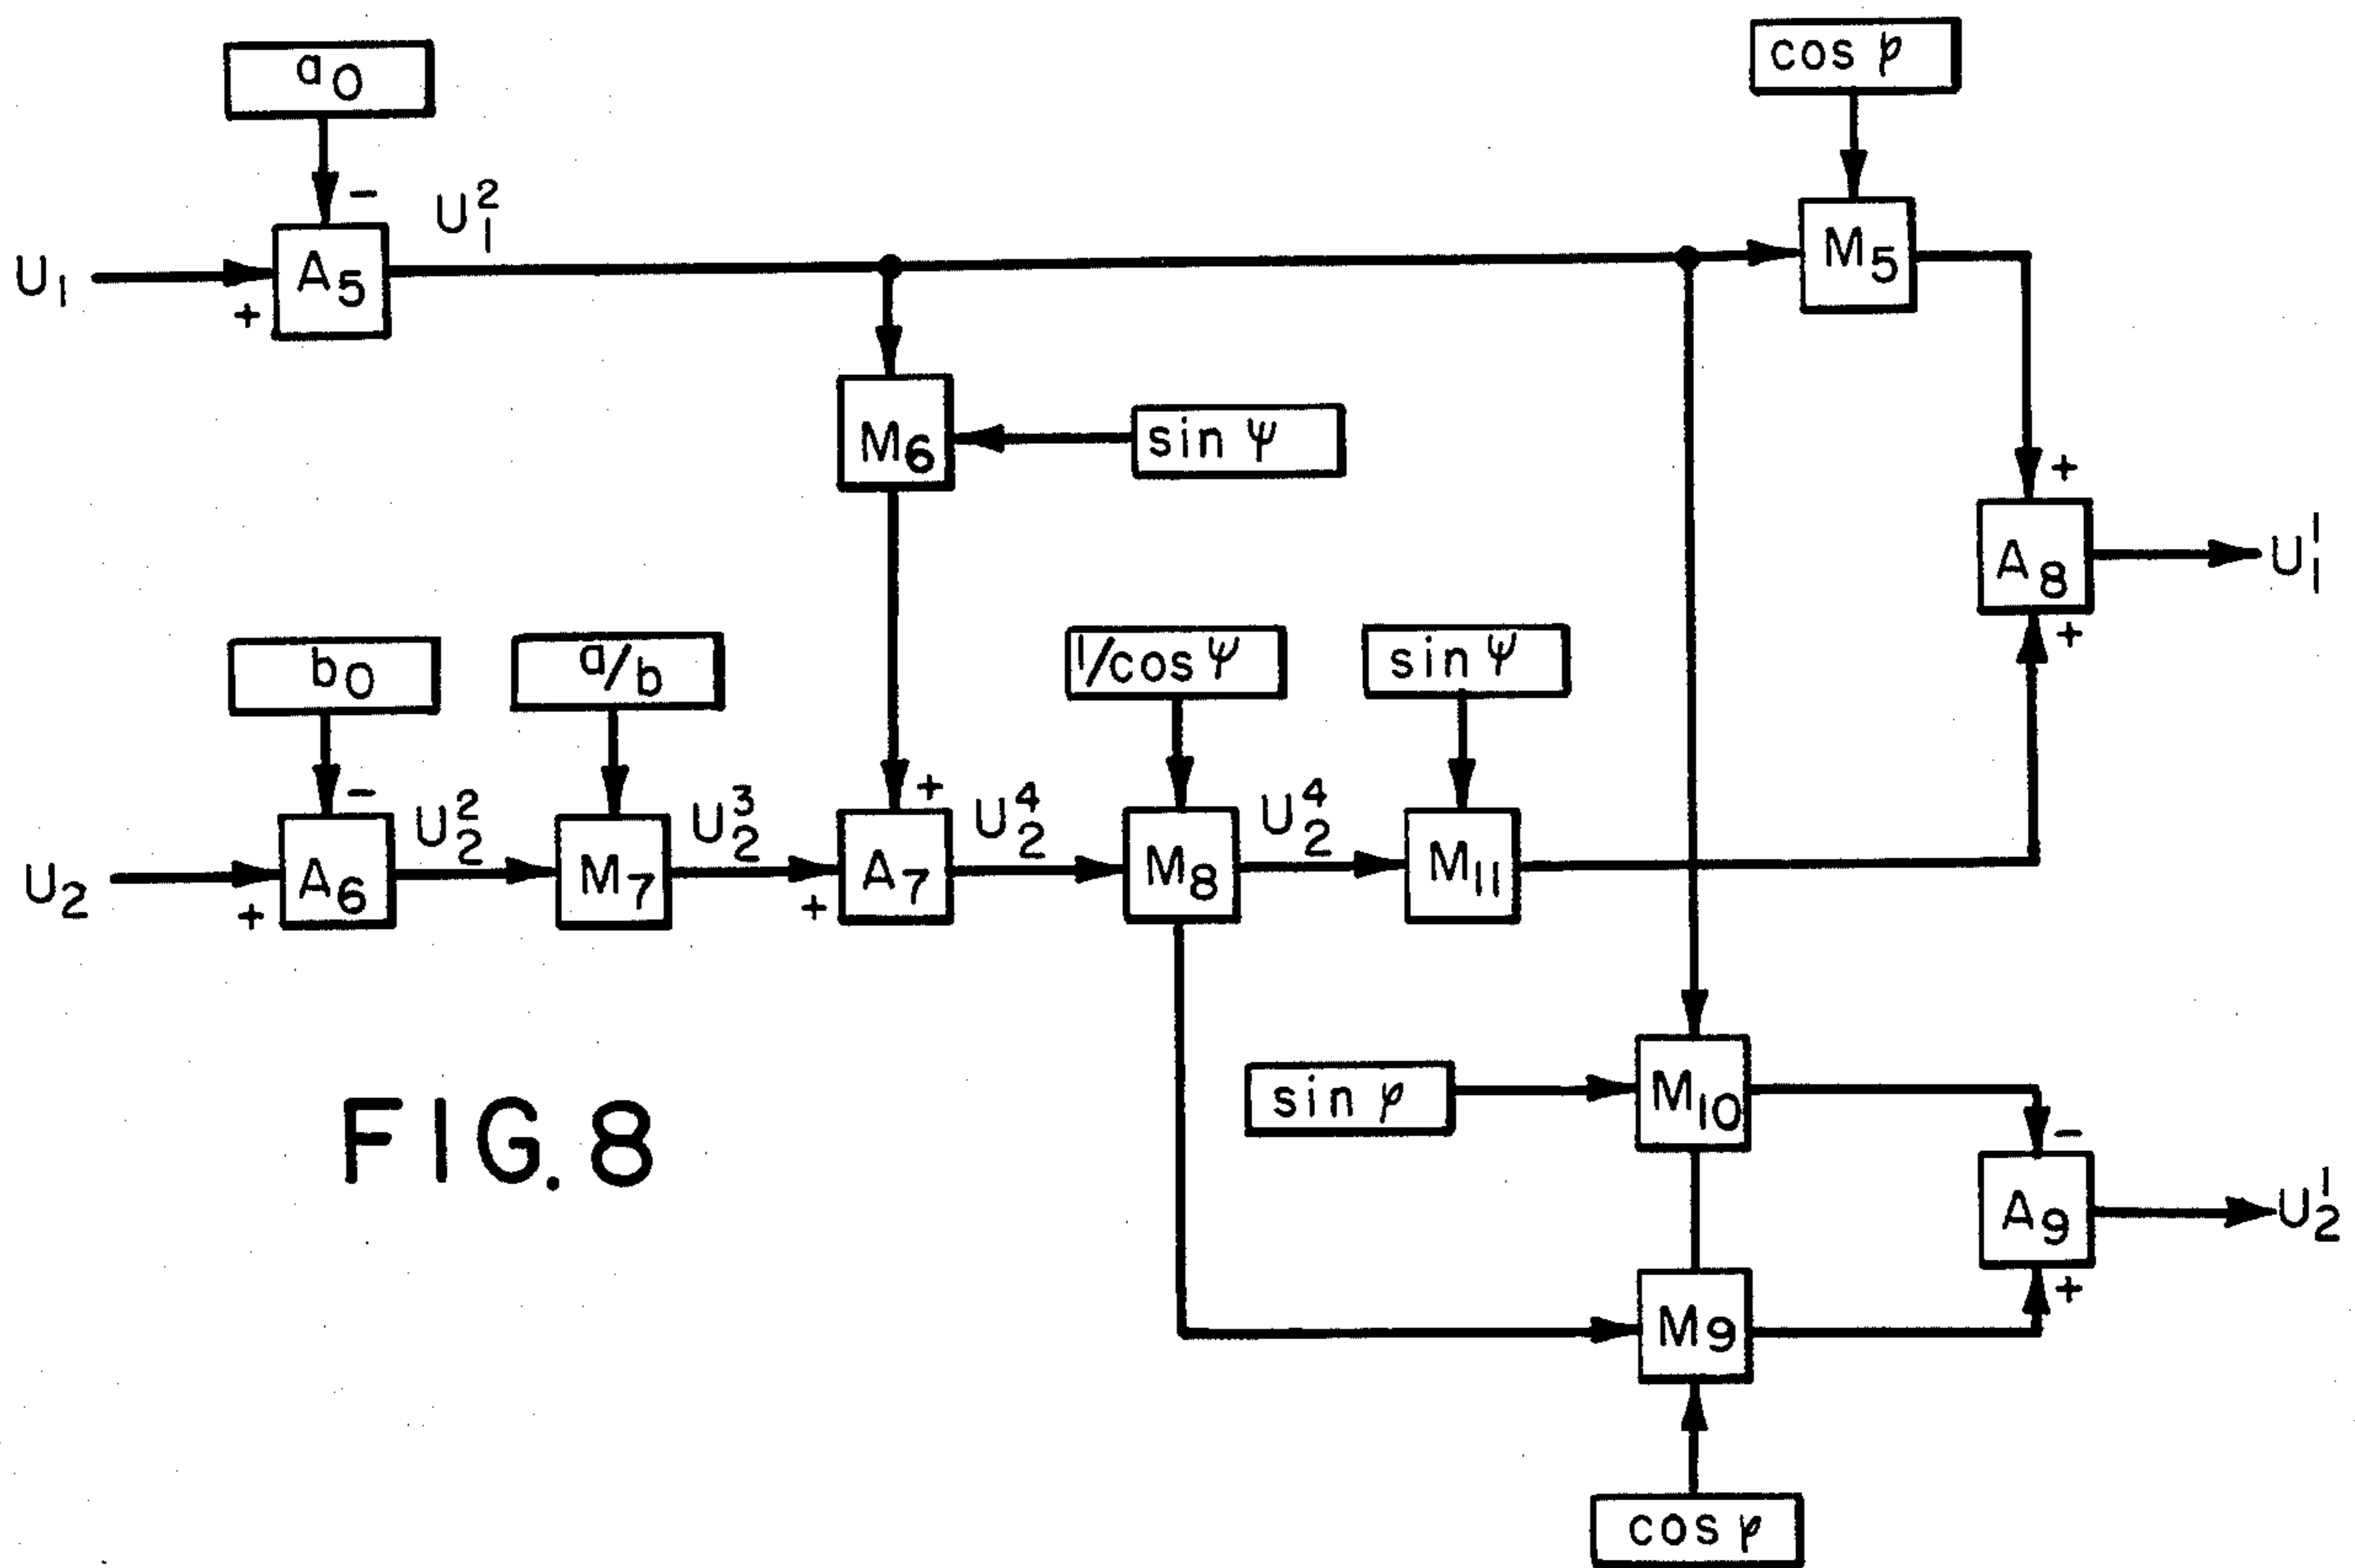 a0
cos φ
−
U1²
U1
A5
+
M5
M6
sin ψ
+
A8
U1¹
+
b0
a/b
1/cos ψ
sin ψ
−
U2²
U2³
+
U2⁴
U2⁴
U2
A6
+
M7
+
A7
M8
M11
sin φ
M10
−
FIG. 8
A9
U2¹
+
M9
cos φ